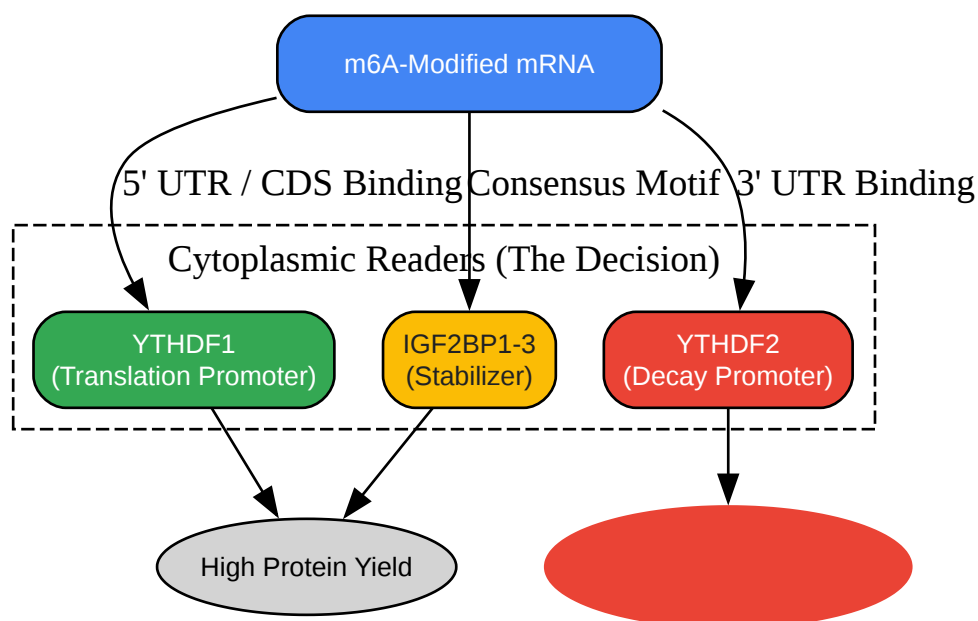 m6A-Modified mRNA
5' UTR / CDS Binding
Consensus Motif
3' UTR Binding
Cytoplasmic Readers (The Decision)
YTHDF1
(Translation Promoter)
IGF2BP1-3
(Stabilizer)
YTHDF2
(Decay Promoter)
High Protein Yield